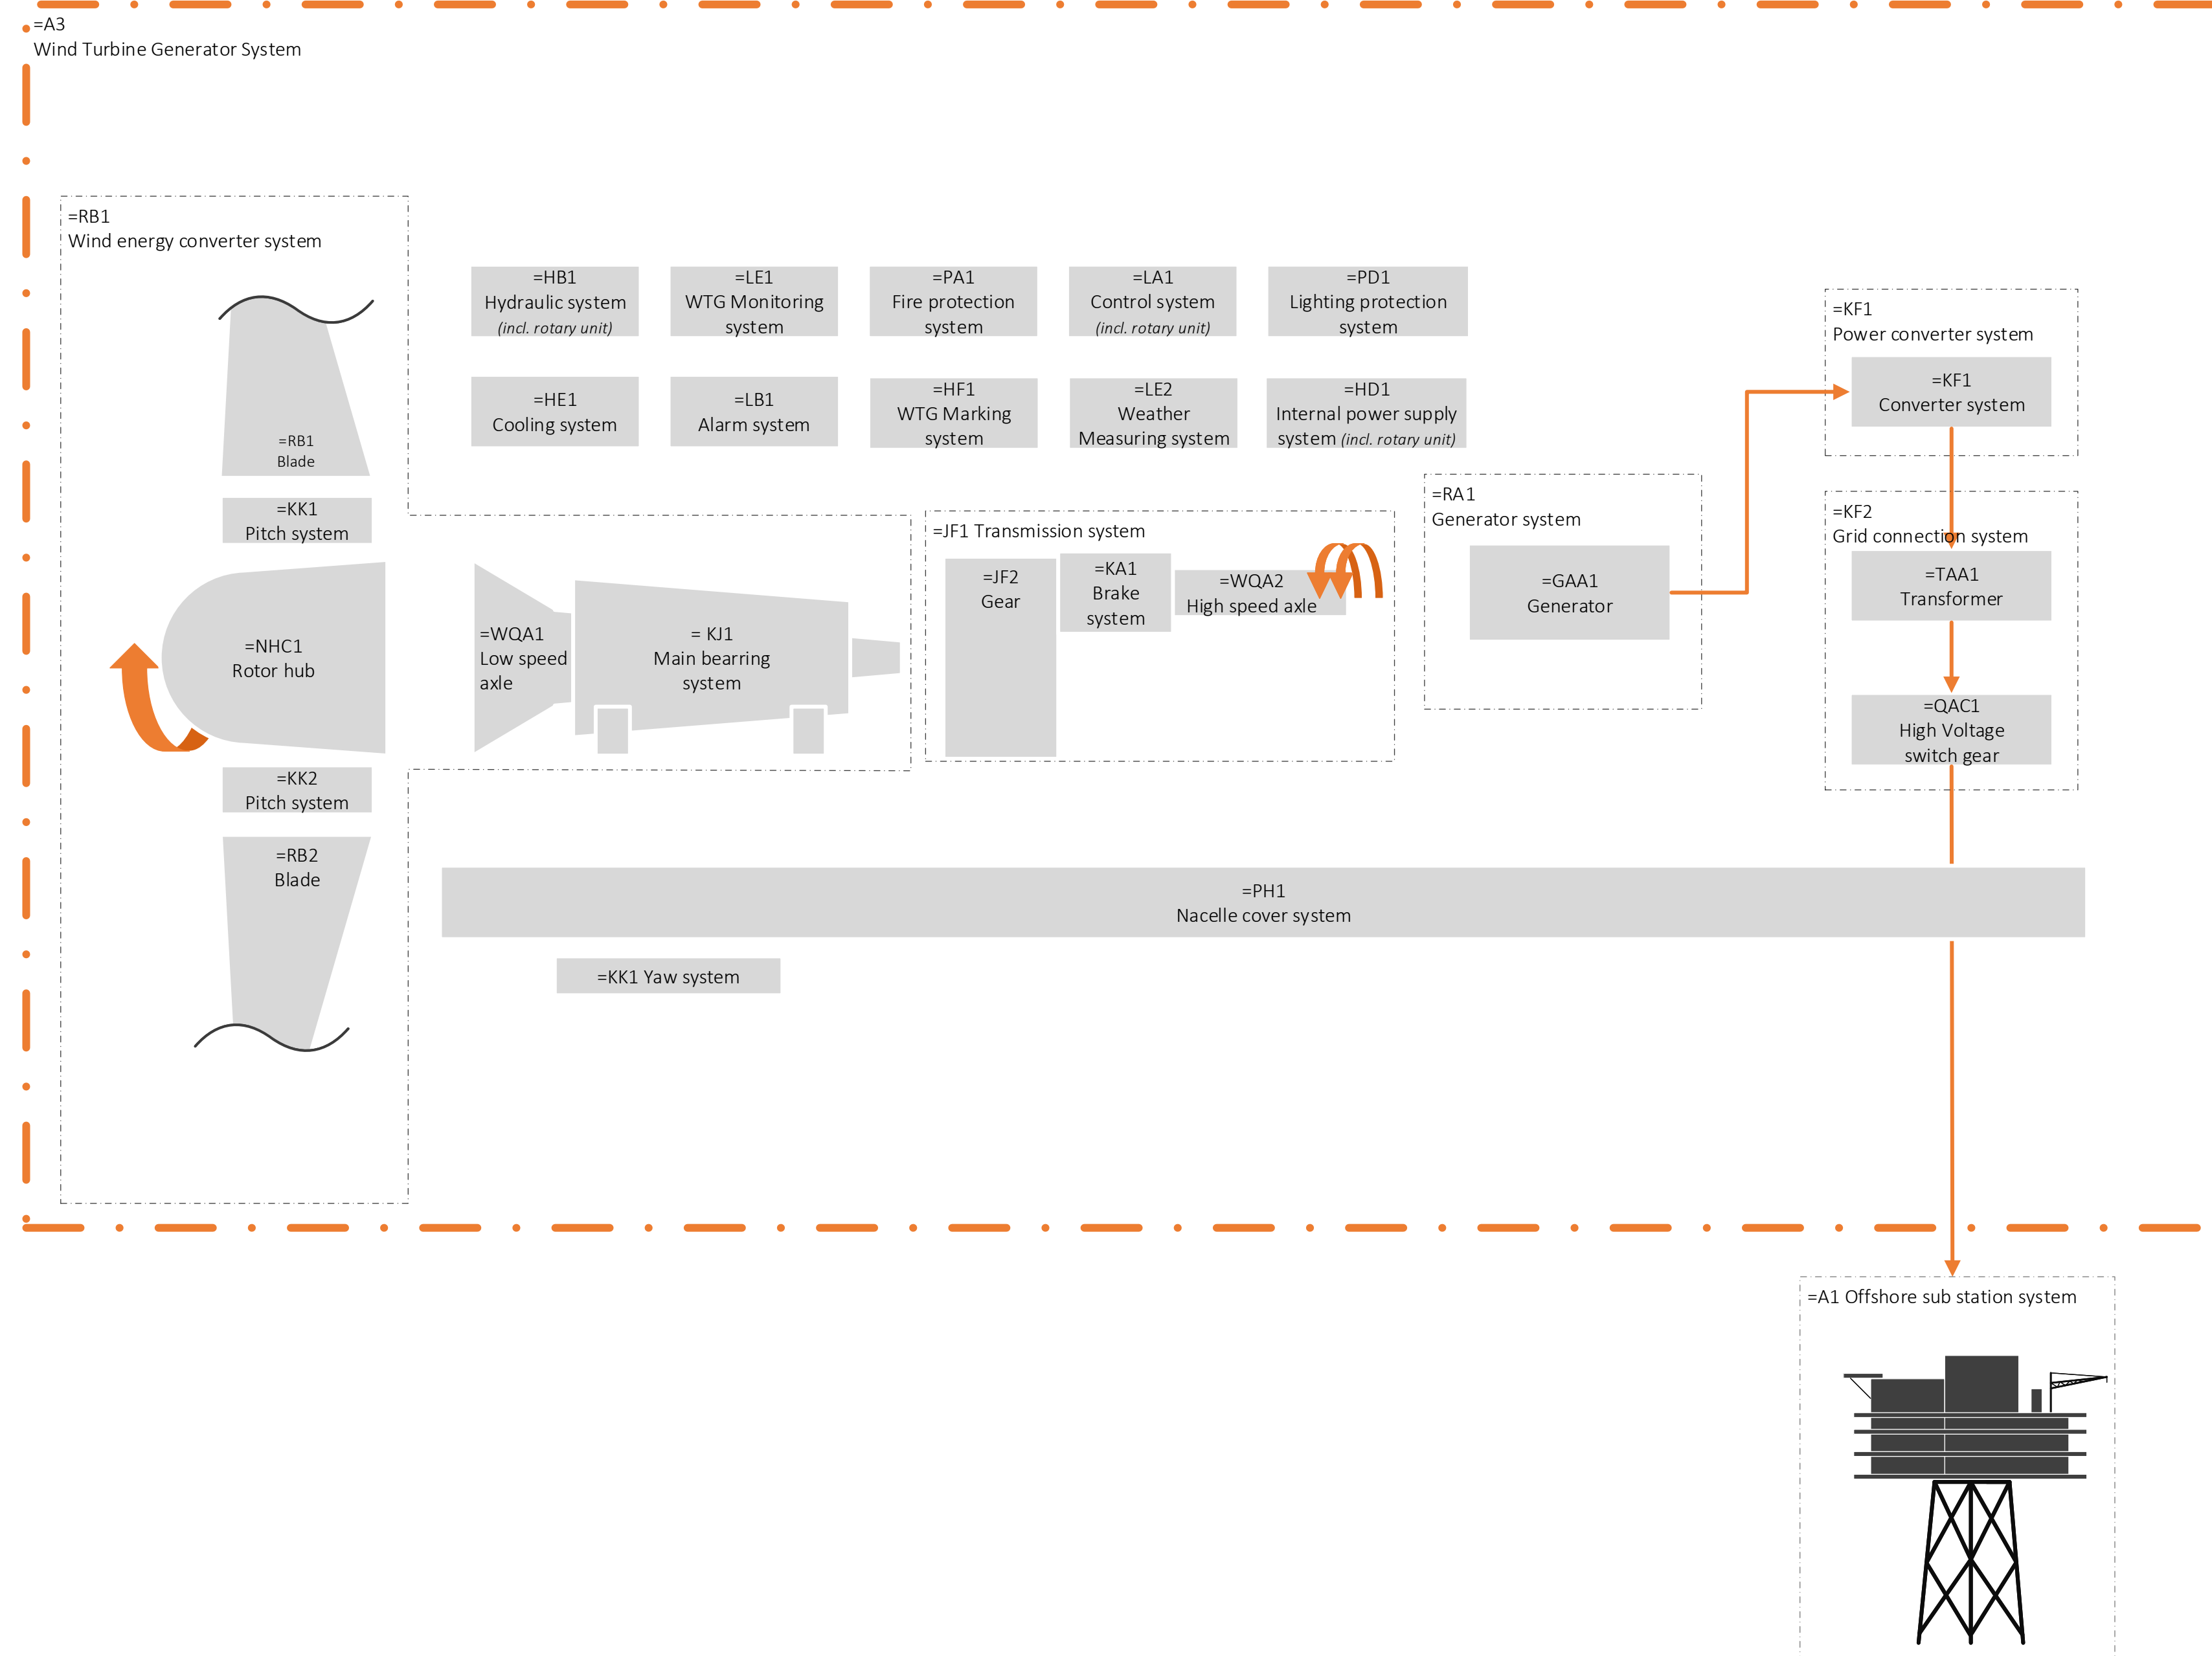 =A3
Wind Turbine Generator System
=RB1
Wind energy converter system
=HB1
Hydraulic system
(incl. rotary unit)
=LE1
WTG Monitoring
system
=PA1
Fire protection
system
=LA1
Control system
(incl. rotary unit)
=PD1
Lighting protection
system
=HE1
Cooling system
=LB1
Alarm system
=HF1
WTG Marking
system
=LE2
Weather
Measuring system
=HD1
Internal power supply
system (incl. rotary unit)
=KF1
Power converter system
=KF1
Converter system
=RB1
Blade
=KK1
Pitch system
=NHC1
Rotor hub
=WQA1
Low speed
axle
= KJ1
Main bearring
system
=JF1 Transmission system
=JF2
Gear
=KA1
Brake
system
=WQA2
High speed axle
=RA1
Generator system
=GAA1
Generator
=KF2
Grid connection system
=TAA1
Transformer
=QAC1
High Voltage
switch gear
=KK2
Pitch system
=RB2
Blade
=PH1
Nacelle cover system
=KK1 Yaw system
=A1 Offshore sub station system